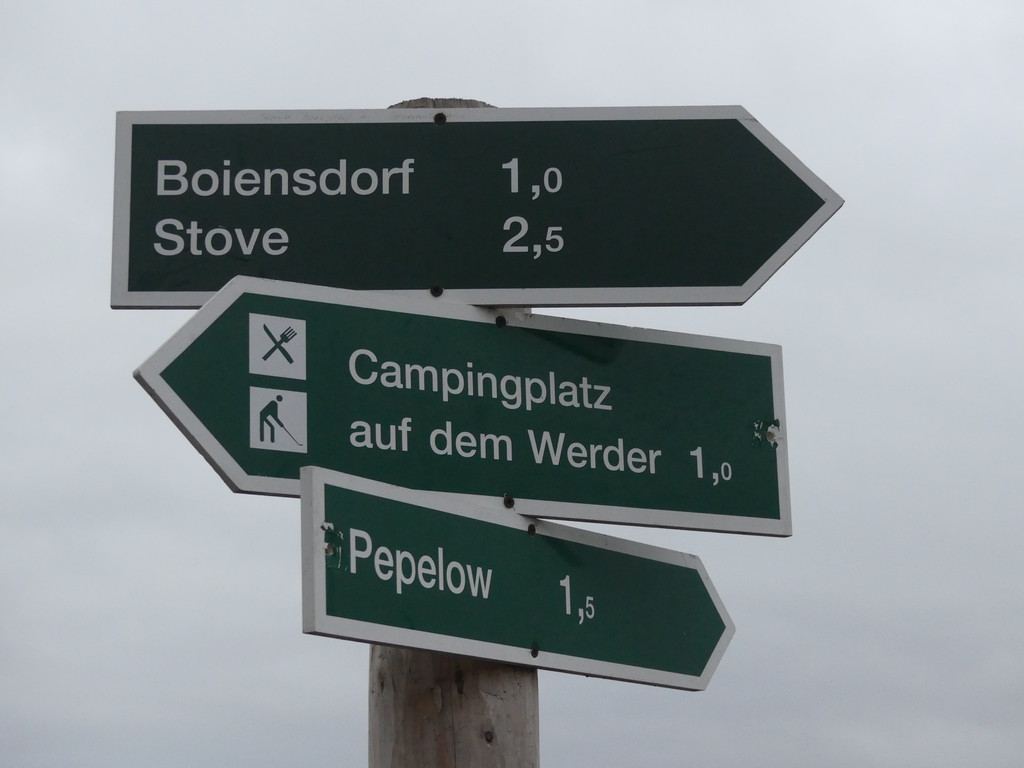 Boiensdorf 1,0
Stove 2,5
Campingplatz
auf dem Werder 1,0
Pepelow 1,5